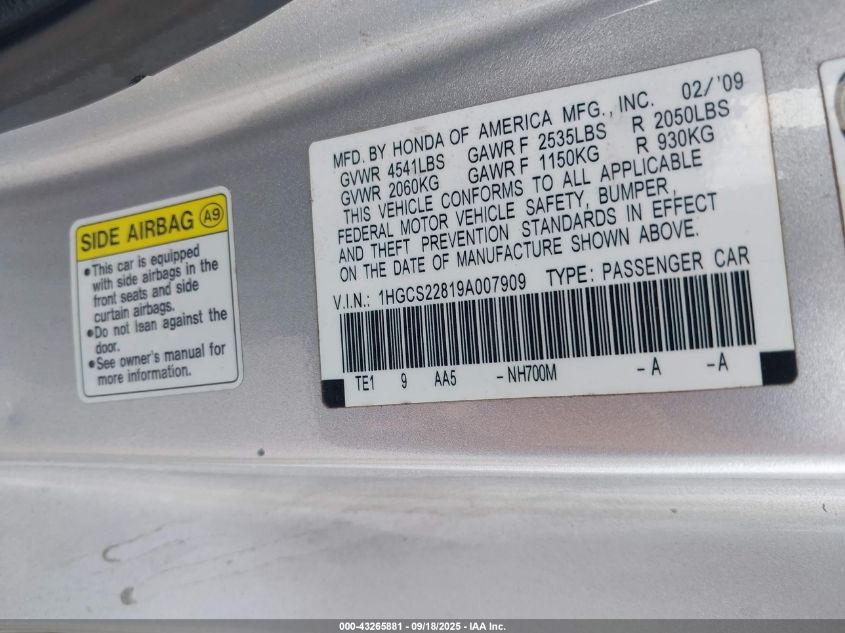 SIDE AIRBAG A9
•This car is equipped
with side airbags in the
front seats and side
curtain airbags.
•Do not lean against the
door.
•See owner's manual for
more information.
MFD. BY HONDA OF AMERICA MFG., INC. 02/'09
GVWR 4541LBS GAWR F 2535LBS R 2050LBS
GVWR 2060KG GAWR F 1150KG R 930KG
THIS VEHICLE CONFORMS TO ALL APPLICABLE
FEDERAL MOTOR VEHICLE SAFETY, BUMPER,
AND THEFT PREVENTION STANDARDS IN EFFECT
ON THE DATE OF MANUFACTURE SHOWN ABOVE.
V.I.N.: 1HGCS22819A007909 TYPE: PASSENGER CAR
TE1 9 AA5 -NH700M -A -A
000-43265881 - 09/18/2025 - IAA Inc.